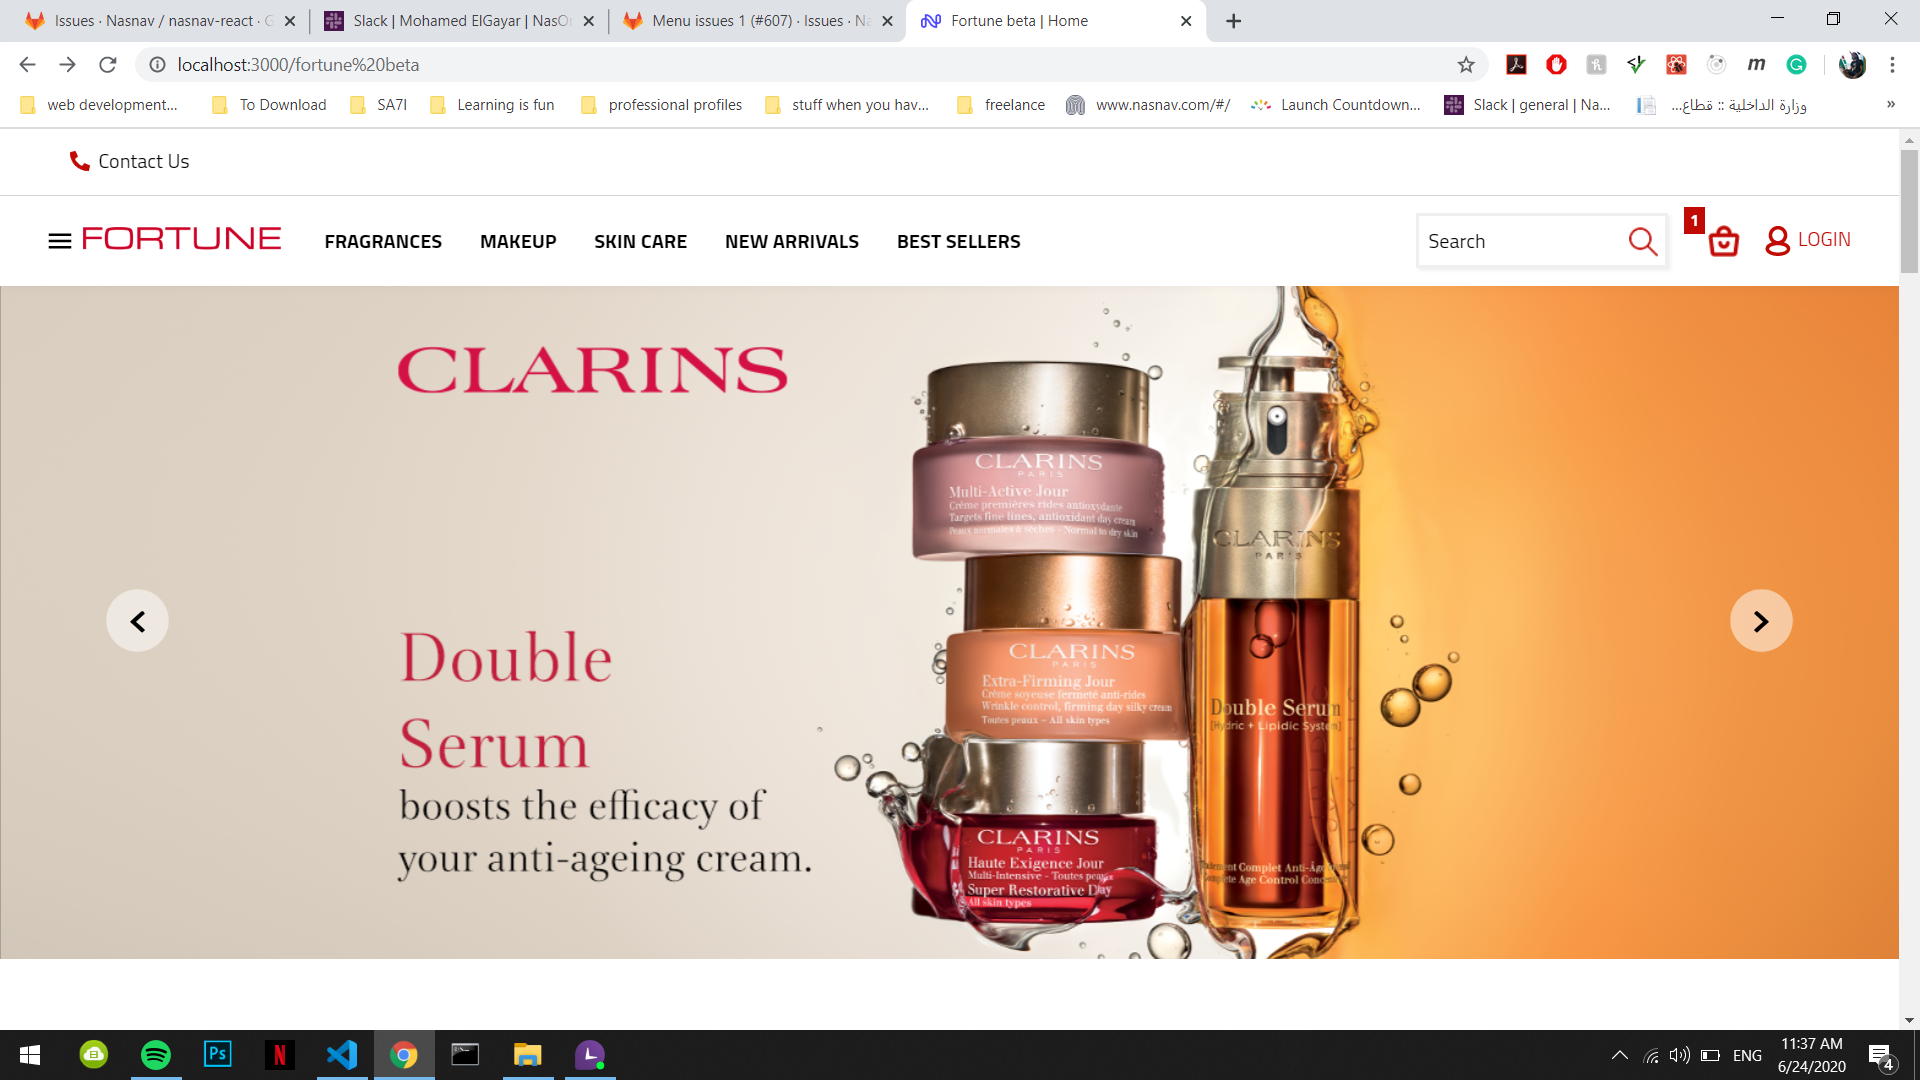 Issues · Nasnav / nasnav-react · G
Slack | Mohamed ElGayar | NasO
Menu issues 1 (#607) · Issues · Na
Fortune beta | Home
localhost:3000/fortune%20beta
web development...
To Download
SA7I
Learning is fun
professional profiles
stuff when you hav...
freelance
www.nasnav.com/#/
Launch Countdown...
Slack | general | Na...
وزارة الداخلية :: قطاع...
»
Contact Us
FORTUNE
FRAGRANCES
MAKEUP
SKIN CARE
NEW ARRIVALS
BEST SELLERS
Search
1
LOGIN
CLARINS
Double
Serum
boosts the efficacy of
your anti-ageing cream.
CLARINS
PARIS
Multi-Active Jour
Crème premières rides antioxydante
Targets fine lines, antioxidant day cream
Peaux normales à sèches - Normal to dry skin
CLARINS
PARIS
Extra-Firming Jour
Crème soyeuse fermeté anti-rides
Wrinkle control, firming day silky cream
Toutes peaux - All skin types
CLARINS
PARIS
Haute Exigence Jour
Multi-Intensive - Toutes peaux
Super Restorative Day
All skin types
CLARINS
PARIS
Double Serum
[Hydric + Lipidic System]
Complet Anti-Âge
Age Control
Ps
N
ENG
11:37 AM
6/24/2020
4